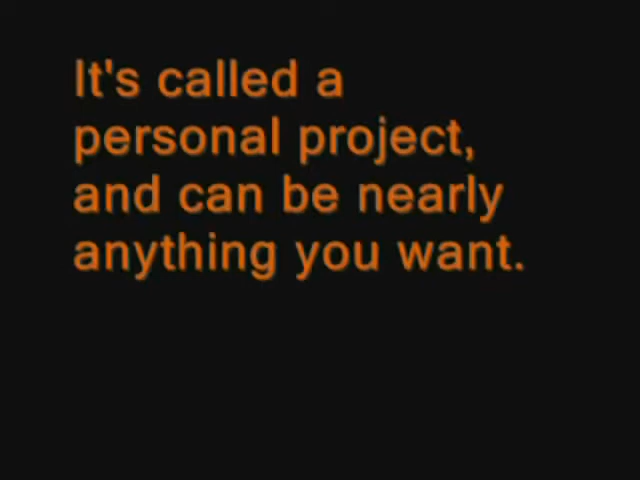 It's called a
personal project,
and can be nearly
anything you want.